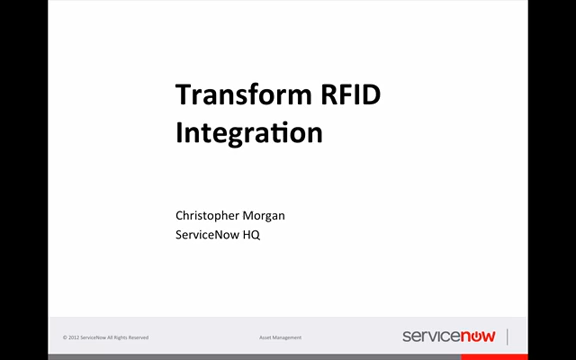 Transform RFID
Integration
Christopher Morgan
ServiceNow HQ
© 2012 ServiceNow All Rights Reserved
Asset Management
servicenow